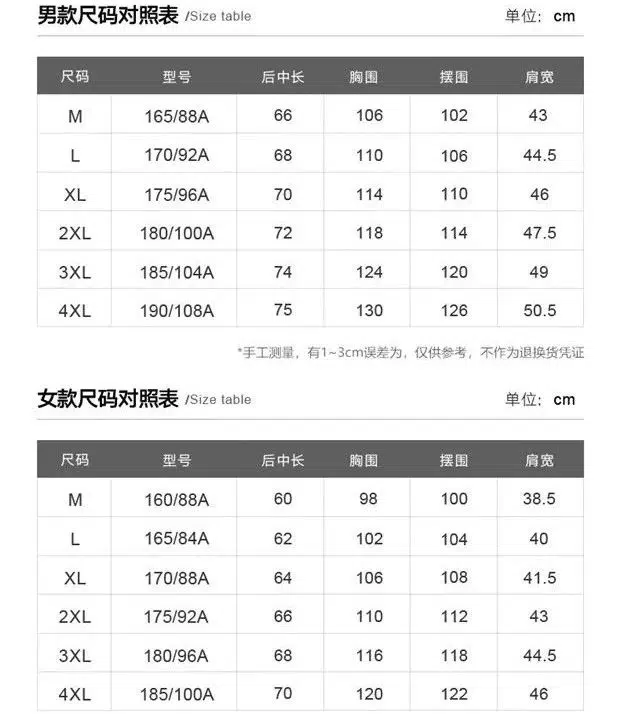 男款尺码对照表 /Size table 单位：cm
尺码 型号 后中长 胸围 摆围 肩宽
M 165/88A 66 106 102 43
L 170/92A 68 110 106 44.5
XL 175/96A 70 114 110 46
2XL 180/100A 72 118 114 47.5
3XL 185/104A 74 124 120 49
4XL 190/108A 75 130 126 50.5
*手工测量，有1~3cm误差为，仅供参考，不作为退换货凭证
女款尺码对照表 /Size table 单位：cm
尺码 型号 后中长 胸围 摆围 肩宽
M 160/88A 60 98 100 38.5
L 165/84A 62 102 104 40
XL 170/88A 64 106 108 41.5
2XL 175/92A 66 110 112 43
3XL 180/96A 68 116 118 44.5
4XL 185/100A 70 120 122 46